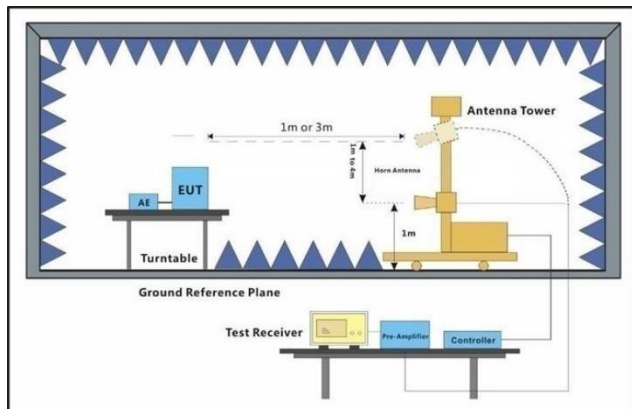 1m or 3m
Antenna Tower
1m to 4m
Horn Antenna
EUT
AE
1m
Turntable
Ground Reference Plane
Test Receiver
Pre-Amplifier
Controller